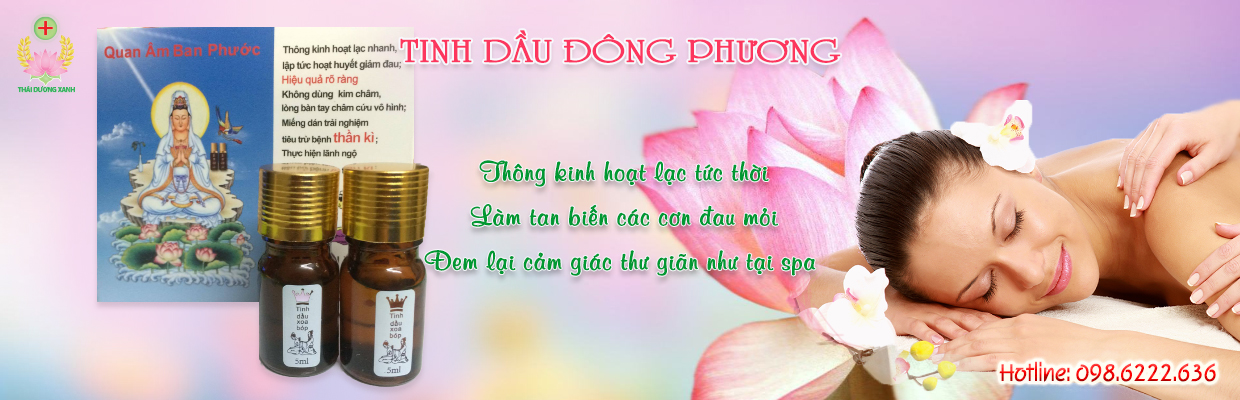 THÁI DƯƠNG XANH
Quan Âm Ban Phước
Thông kinh hoạt lạc nhanh,
lập tức hoạt huyết giảm đau;
Hiệu quả rõ ràng
Không dùng kim châm,
lòng bàn tay châm cứu vô hình;
Miếng dán trải nghiệm
tiêu trừ bệnh thần kì;
Thực hiện lãnh ngộ
TINH DẦU ĐÔNG PHƯƠNG
Thông kinh hoạt lạc tức thời
Làm tan biến các cơn đau mỏi
Đem lại cảm giác thư giãn như tại spa
Tinh
dầu
xoa
bóp
5ml
Tinh
dầu
xoa
bóp
5ml
Hotline: 098.6222.636